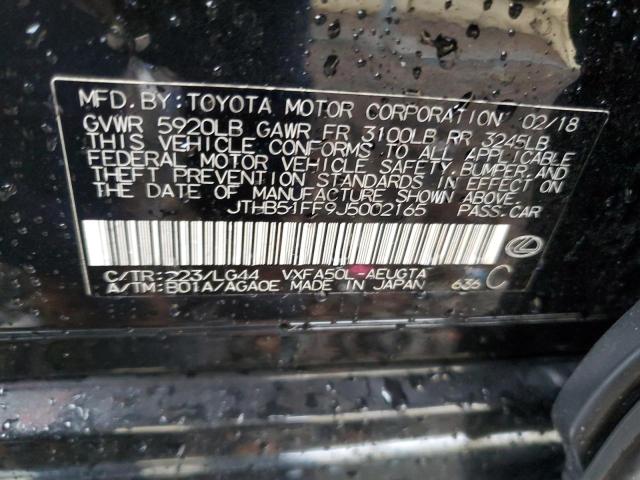 MFD. BY: TOYOTA MOTOR CORPORATION 02/18
GVWR 5920LB GAWR FR 3100LB RR 3245LB
THIS VEHICLE CONFORMS TO ALL APPLICABLE
FEDERAL MOTOR VEHICLE SAFETY, BUMPER, AND
THEFT PREVENTION STANDARDS IN EFFECT ON
THE DATE OF MANUFACTURE SHOWN ABOVE.
JTHB51FF9J5002165 PASS.CAR
C/TR:223/LG44 VXFA50L-AEUGTA
A/TM:B01A/AGA0E MADE IN JAPAN 636 C